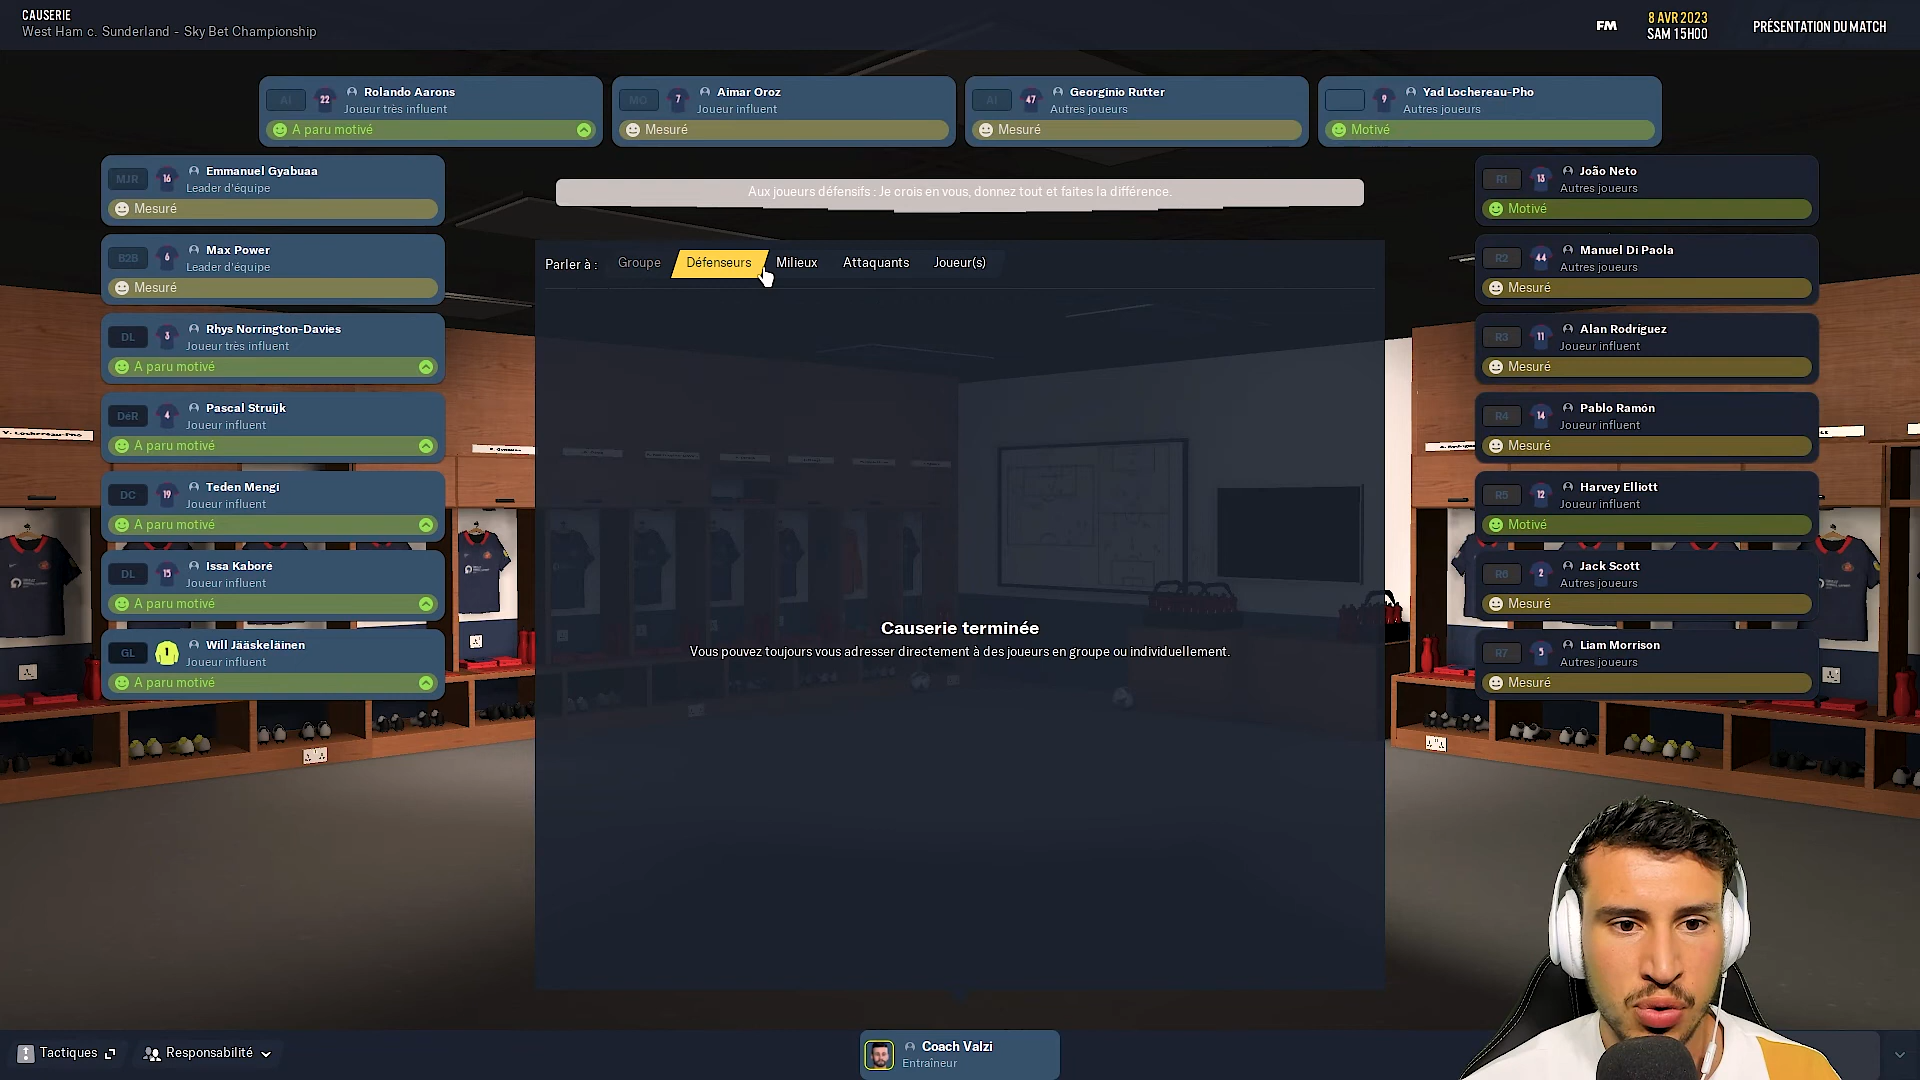 CAUSERIE
West Ham c. Sunderland - Sky Bet Championship
FM
8 AVR 2023
SAM 15H00
PRÉSENTATION DU MATCH
AI
22
Rolando Aarons
Joueur très influent
A paru motivé
MO
7
Aimar Oroz
Joueur influent
Mesuré
AI
47
Georginio Rutter
Autres joueurs
Mesuré
9
Yad Lochereau-Pho
Autres joueurs
Motivé
MJR
16
Emmanuel Gyabuaa
Leader d'équipe
Mesuré
B2B
6
Max Power
Leader d'équipe
Mesuré
DL
3
Rhys Norrington-Davies
Joueur très influent
A paru motivé
DéR
4
Pascal Struijk
Joueur influent
A paru motivé
DC
19
Teden Mengi
Joueur influent
A paru motivé
DL
15
Issa Kaboré
Joueur influent
A paru motivé
GL
1
Will Jääskeläinen
Joueur influent
A paru motivé
Aux joueurs défensifs : Je crois en vous, donnez tout et faites la différence.
Parler à :
Groupe
Défenseurs
Milieux
Attaquants
Joueur(s)
Causerie terminée
Vous pouvez toujours vous adresser directement à des joueurs en groupe ou individuellement.
R1
13
João Neto
Autres joueurs
Motivé
R2
44
Manuel Di Paola
Autres joueurs
Mesuré
R3
11
Alan Rodríguez
Joueur influent
Mesuré
R4
14
Pablo Ramón
Joueur influent
Mesuré
R5
12
Harvey Elliott
Joueur influent
Motivé
R6
2
Jack Scott
Autres joueurs
Mesuré
R7
5
Liam Morrison
Autres joueurs
Mesuré
Y. Lochereau-Pho
Tactiques
Responsabilité
Coach Valzi
Entraîneur